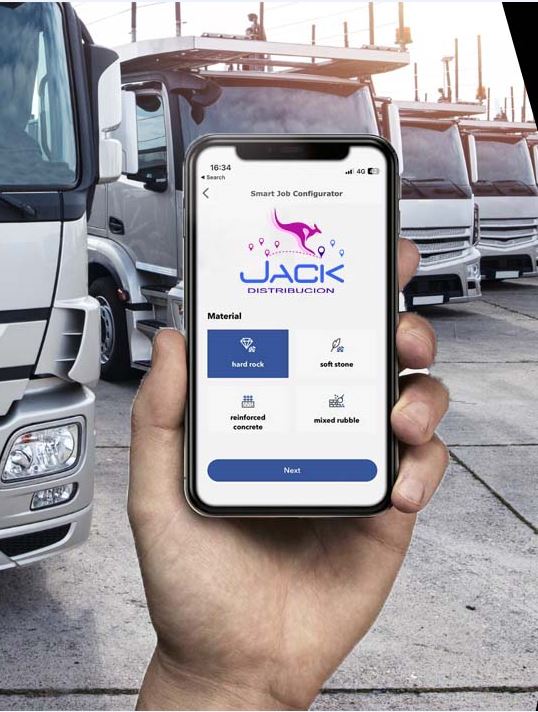 16:34
4G
Search
Smart Job Configurator
JACK
DISTRIBUCION
Material
hard rock
soft stone
reinforced
concrete
mixed rubble
Next